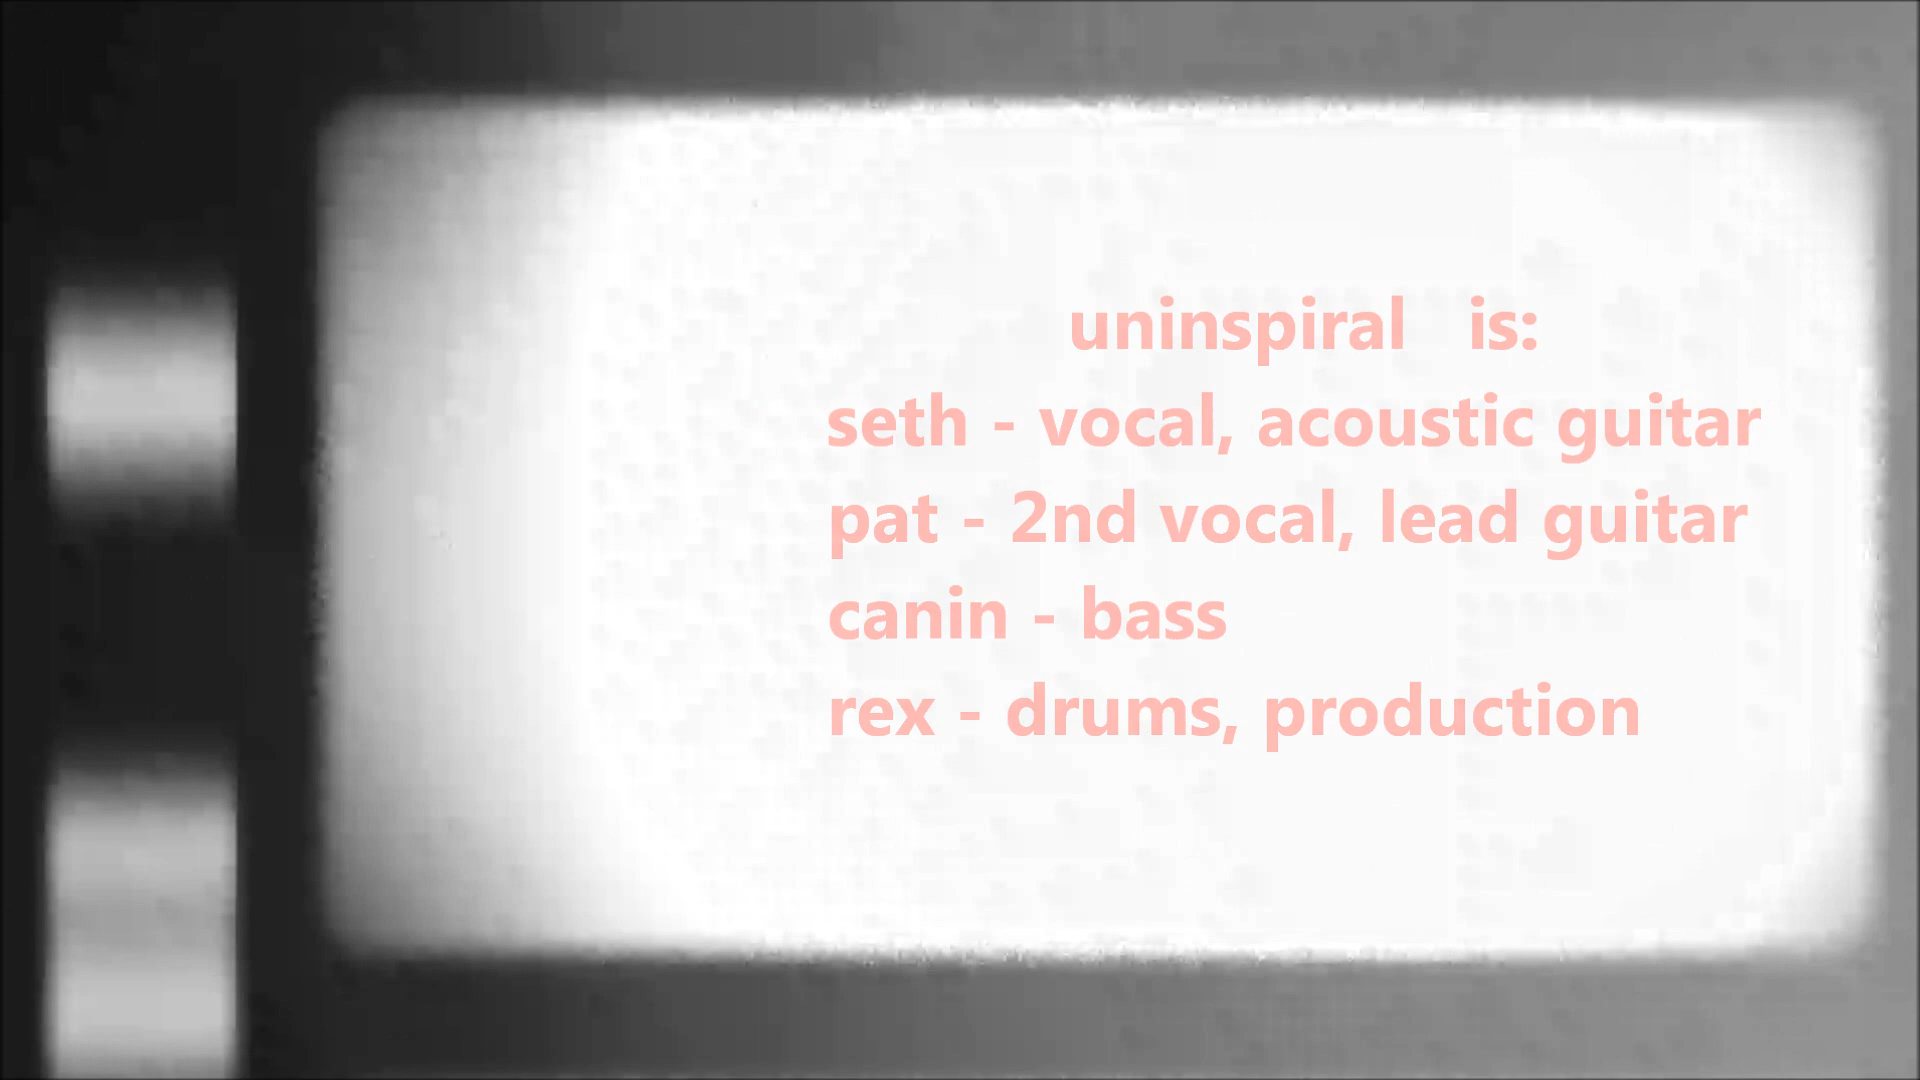 uninspiral is:
seth - vocal, acoustic guitar
pat - 2nd vocal, lead guitar
canin - bass
rex - drums, production